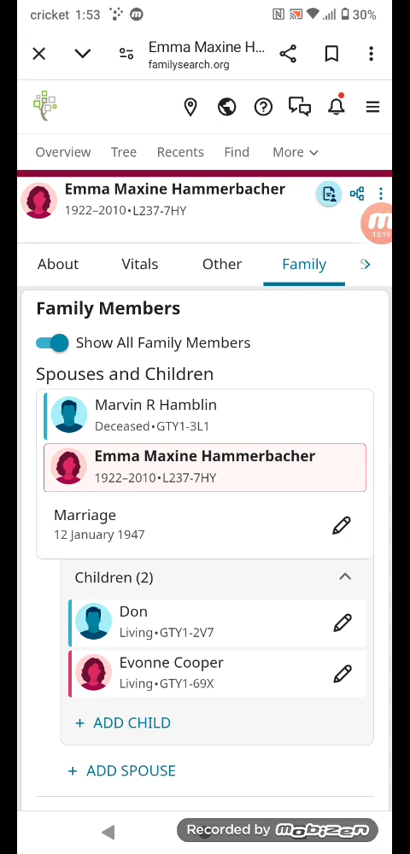 cricket 1:53 30%
Emma Maxine H...
familysearch.org
Overview Tree Recents Find More
Emma Maxine Hammerbacher
1922–2010•L237-7HY
15:19
About Vitals Other Family S
Family Members
Show All Family Members
Spouses and Children
Marvin R Hamblin
Deceased•GTY1-3L1
Emma Maxine Hammerbacher
1922–2010•L237-7HY
Marriage
12 January 1947
Children (2)
Don
Living•GTY1-2V7
Evonne Cooper
Living•GTY1-69X
+ ADD CHILD
+ ADD SPOUSE
Recorded by mobizen